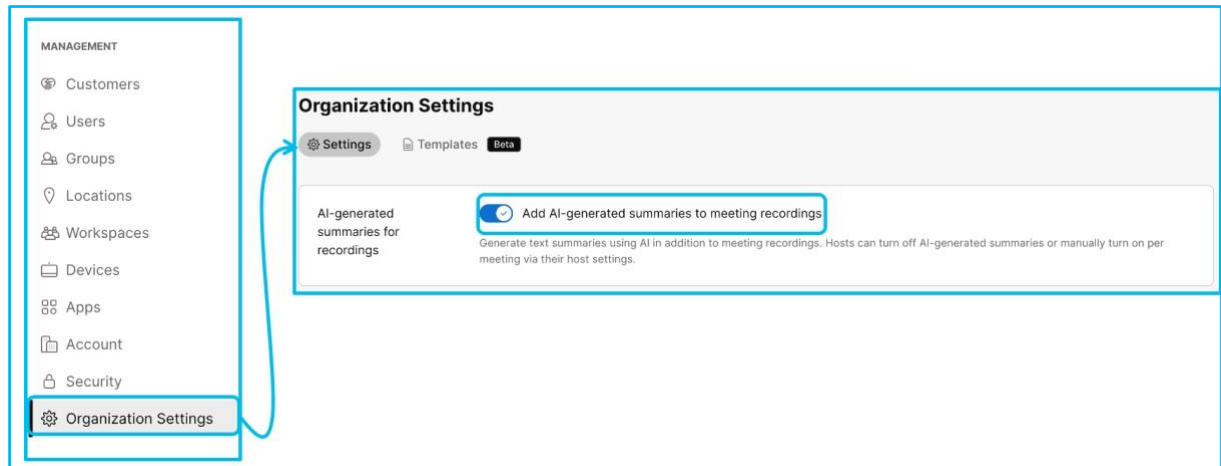 MANAGEMENT
Customers
Users
Groups
Locations
Workspaces
Devices
Apps
Account
Security
Organization Settings
Organization Settings
Settings
Templates Beta
AI-generated
summaries for
recordings
Add AI-generated summaries to meeting recordings
Generate text summaries using AI in addition to meeting recordings. Hosts can turn off AI-generated summaries or manually turn on per
meeting via their host settings.